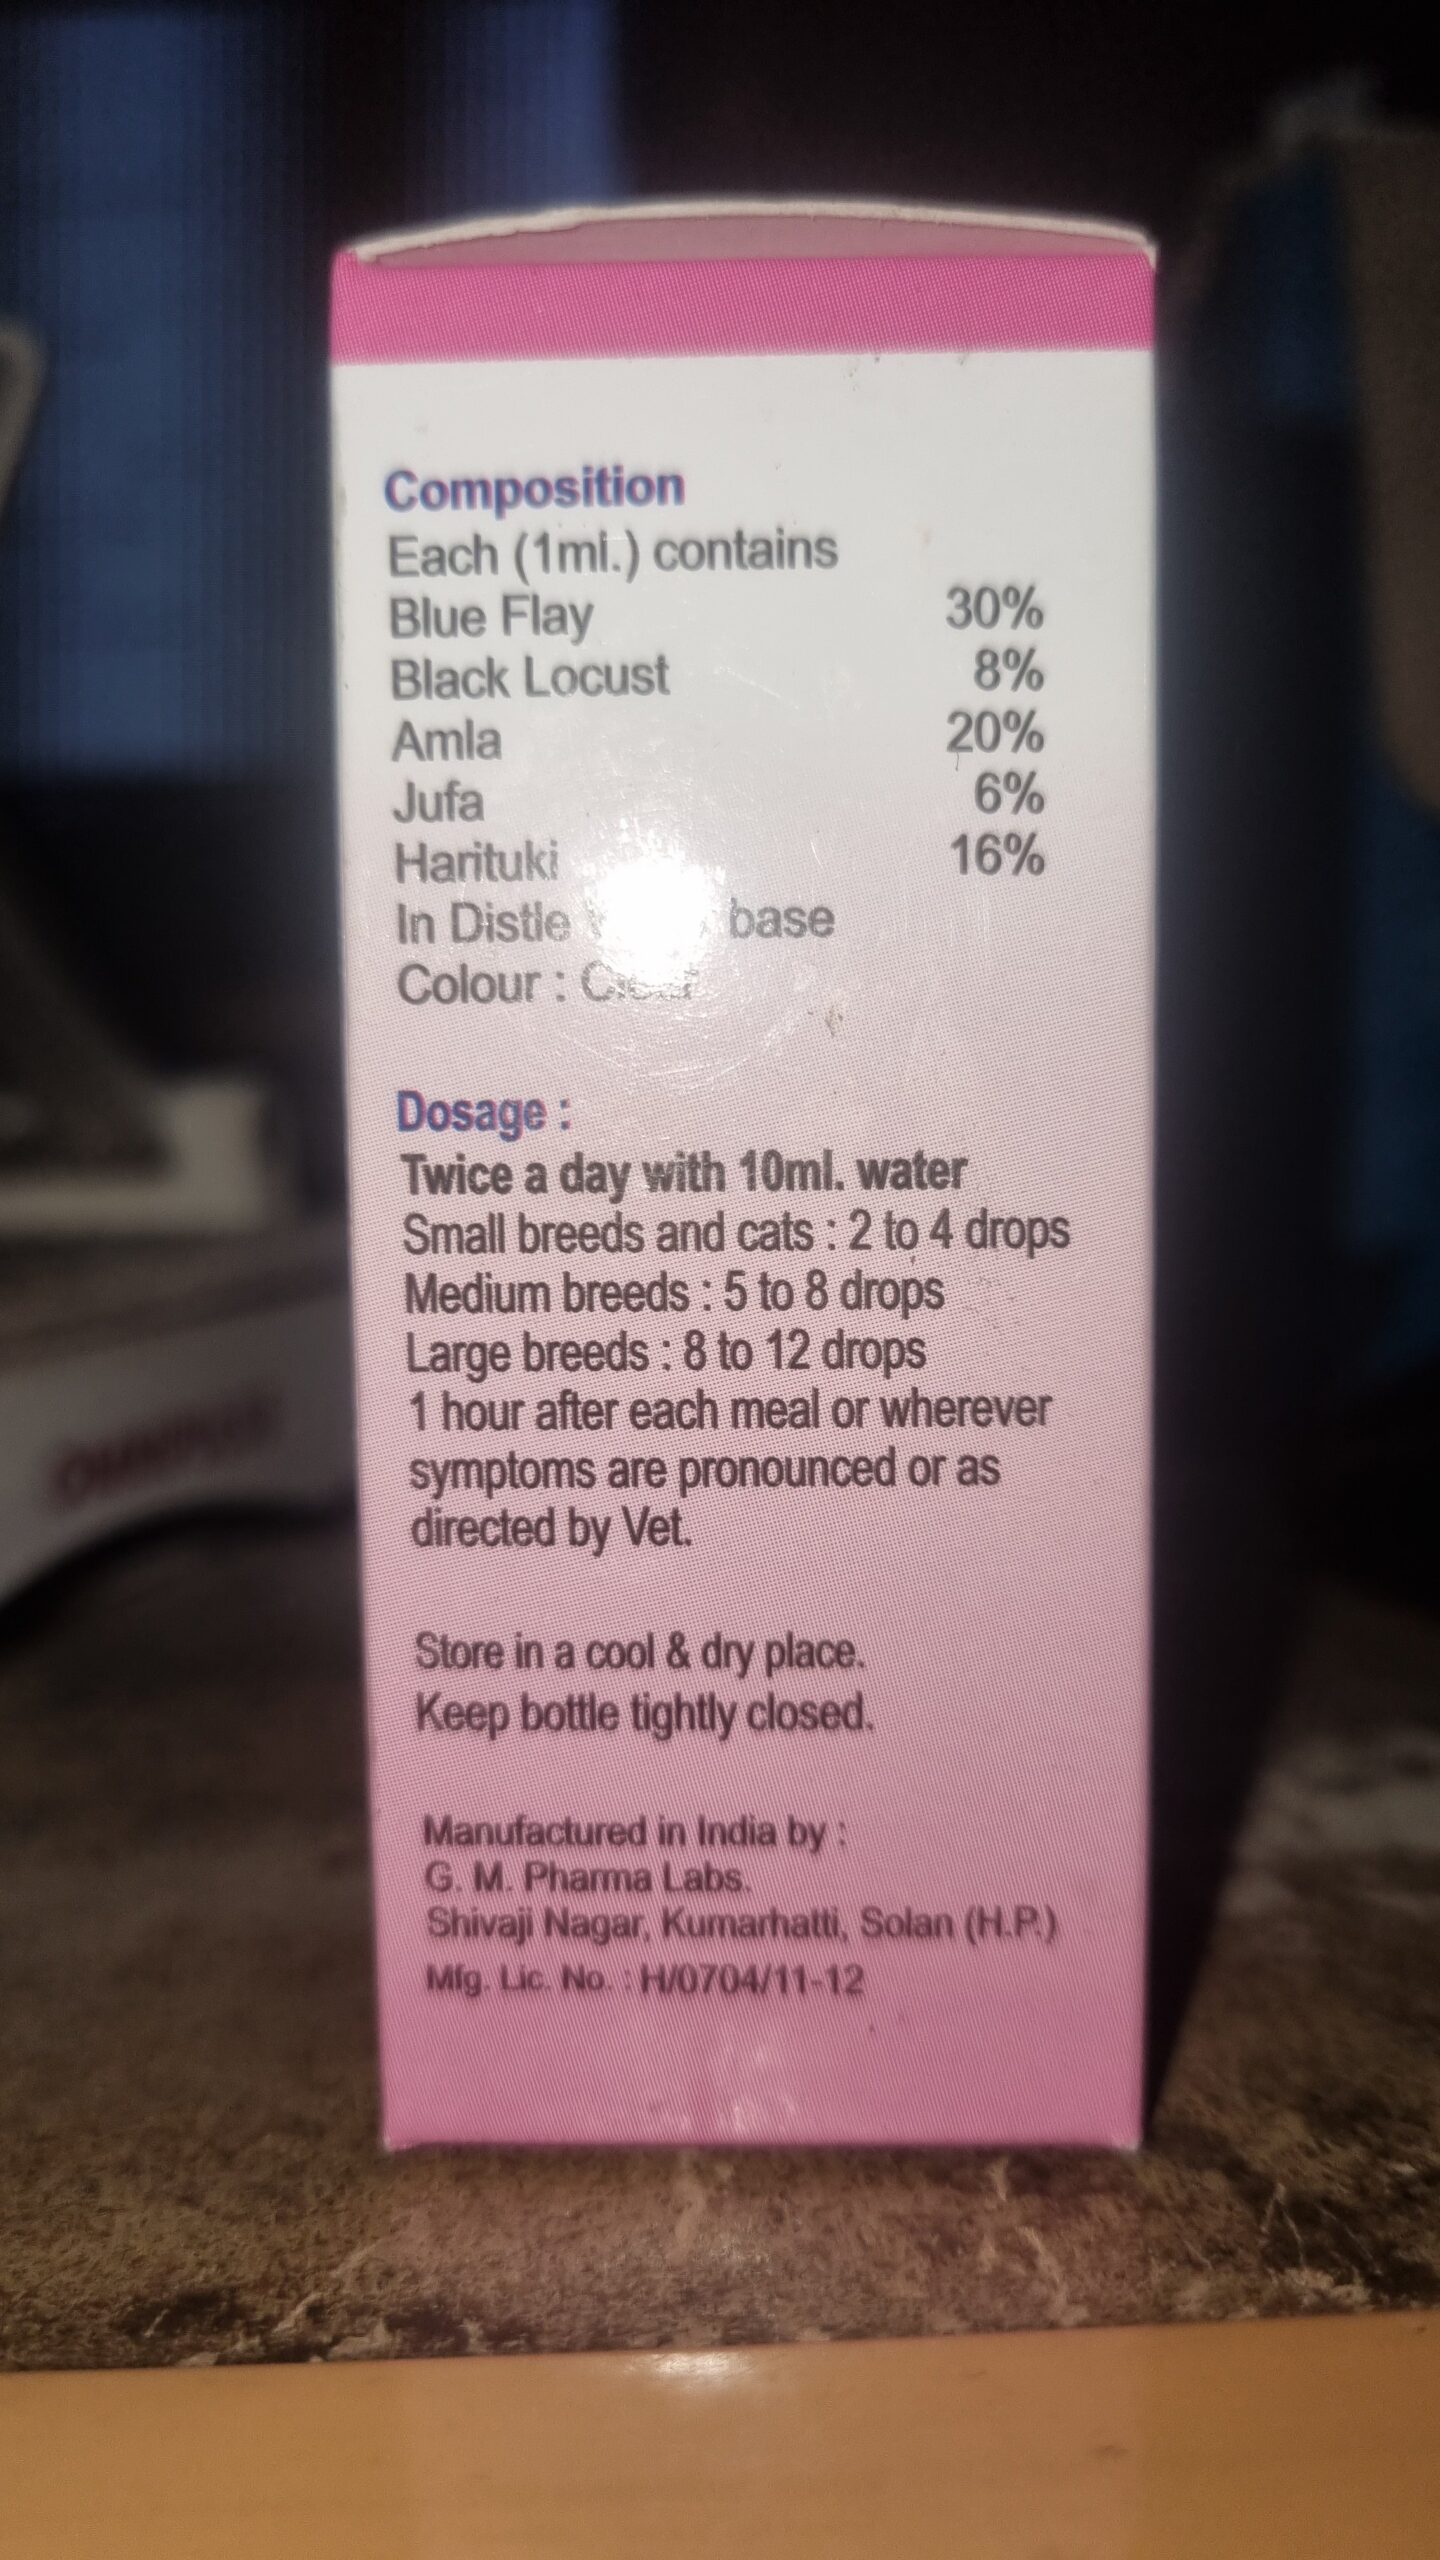 Composition
Each (1ml.) contains
Blue Flay 30%
Black Locust 8%
Amla 20%
Jufa 6%
Harituki 16%
In Distle base
Colour :
Dosage :
Twice a day with 10ml. water
Small breeds and cats : 2 to 4 drops
Medium breeds : 5 to 8 drops
Large breeds : 8 to 12 drops
1 hour after each meal or wherever
symptoms are pronounced or as
directed by Vet.
Store in a cool & dry place.
Keep bottle tightly closed.
Manufactured in India by :
G. M. Pharma Labs.
Shivaji Nagar, Kumarhatti, Solan (H.P.)
Mfg. Lic. No. : H/0704/11-12